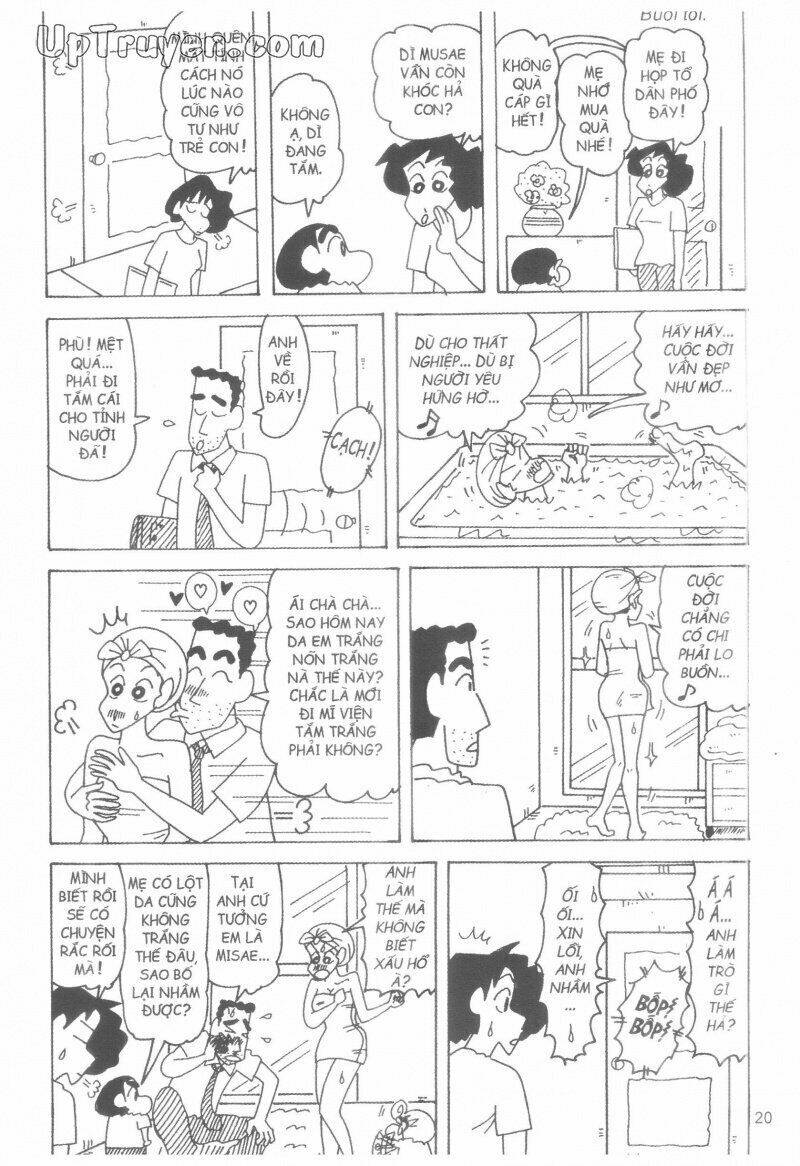 UpTruyen.com
Buổi tối.
MẸ ĐI
HỌP TỔ
DÂN PHỐ
ĐÂY!
MẸ
NHỚ
MUA
QUÀ
NHÉ!
KHÔNG
QUÀ
CÁP GÌ
HẾT!
DÌ MUSAE
VẪN CÒN
KHÓC HẢ
CON?
KHÔNG
Ạ, DÌ
ĐANG
TẮM.
QUÊN
CÁCH NÓ
LÚC NÀO
CŨNG VÔ
TƯ NHƯ
TRẺ CON!
HẤY HẤY...
CUỘC ĐỜI
VẪN ĐẸP
NHƯ MƠ...
DÙ CHO THẤT
NGHIỆP... DÙ BỊ
NGƯỜI YÊU
HỨNG HỜ...
CẠCH!
ANH
VỀ
RỒI
ĐÂY!
PHÙ! MỆT
QUÁ...
PHẢI ĐI
TẮM CÁI
CHO TỈNH
NGƯỜI
ĐÃ!
CUỘC
ĐỜI
CHẲNG
CÓ CHI
PHẢI LO
BUỒN...
ÁI CHÀ CHÀ...
SAO HÔM NAY
DA EM TRẮNG
NÕN TRẮNG
NÀ THẾ NÀY?
CHẮC LÀ MỚI
ĐI MĨ VIỆN
TẮM TRẮNG
PHẢI KHÔNG?
Á Á
Á...
ANH
LÀM
TRÒ
GÌ
THẾ
HẢ?
BỐP!
BỐP!
ỐI
ỐI...
XIN
LỖI,
ANH
NHẦM
...
ANH
LÀM
THẾ MÀ
KHÔNG
BIẾT
XẤU HỔ
À?
TẠI
ANH CỨ
TƯỞNG
EM LÀ
MISAE...
MẸ CÓ LỘT
DA CŨNG
KHÔNG
TRẮNG
THẾ ĐÂU,
SAO BỐ
LẠI NHẦM
ĐƯỢC?
MÌNH
BIẾT RỒI
SẼ CÓ
CHUYỆN
RẮC RỐI
MÀ!
20